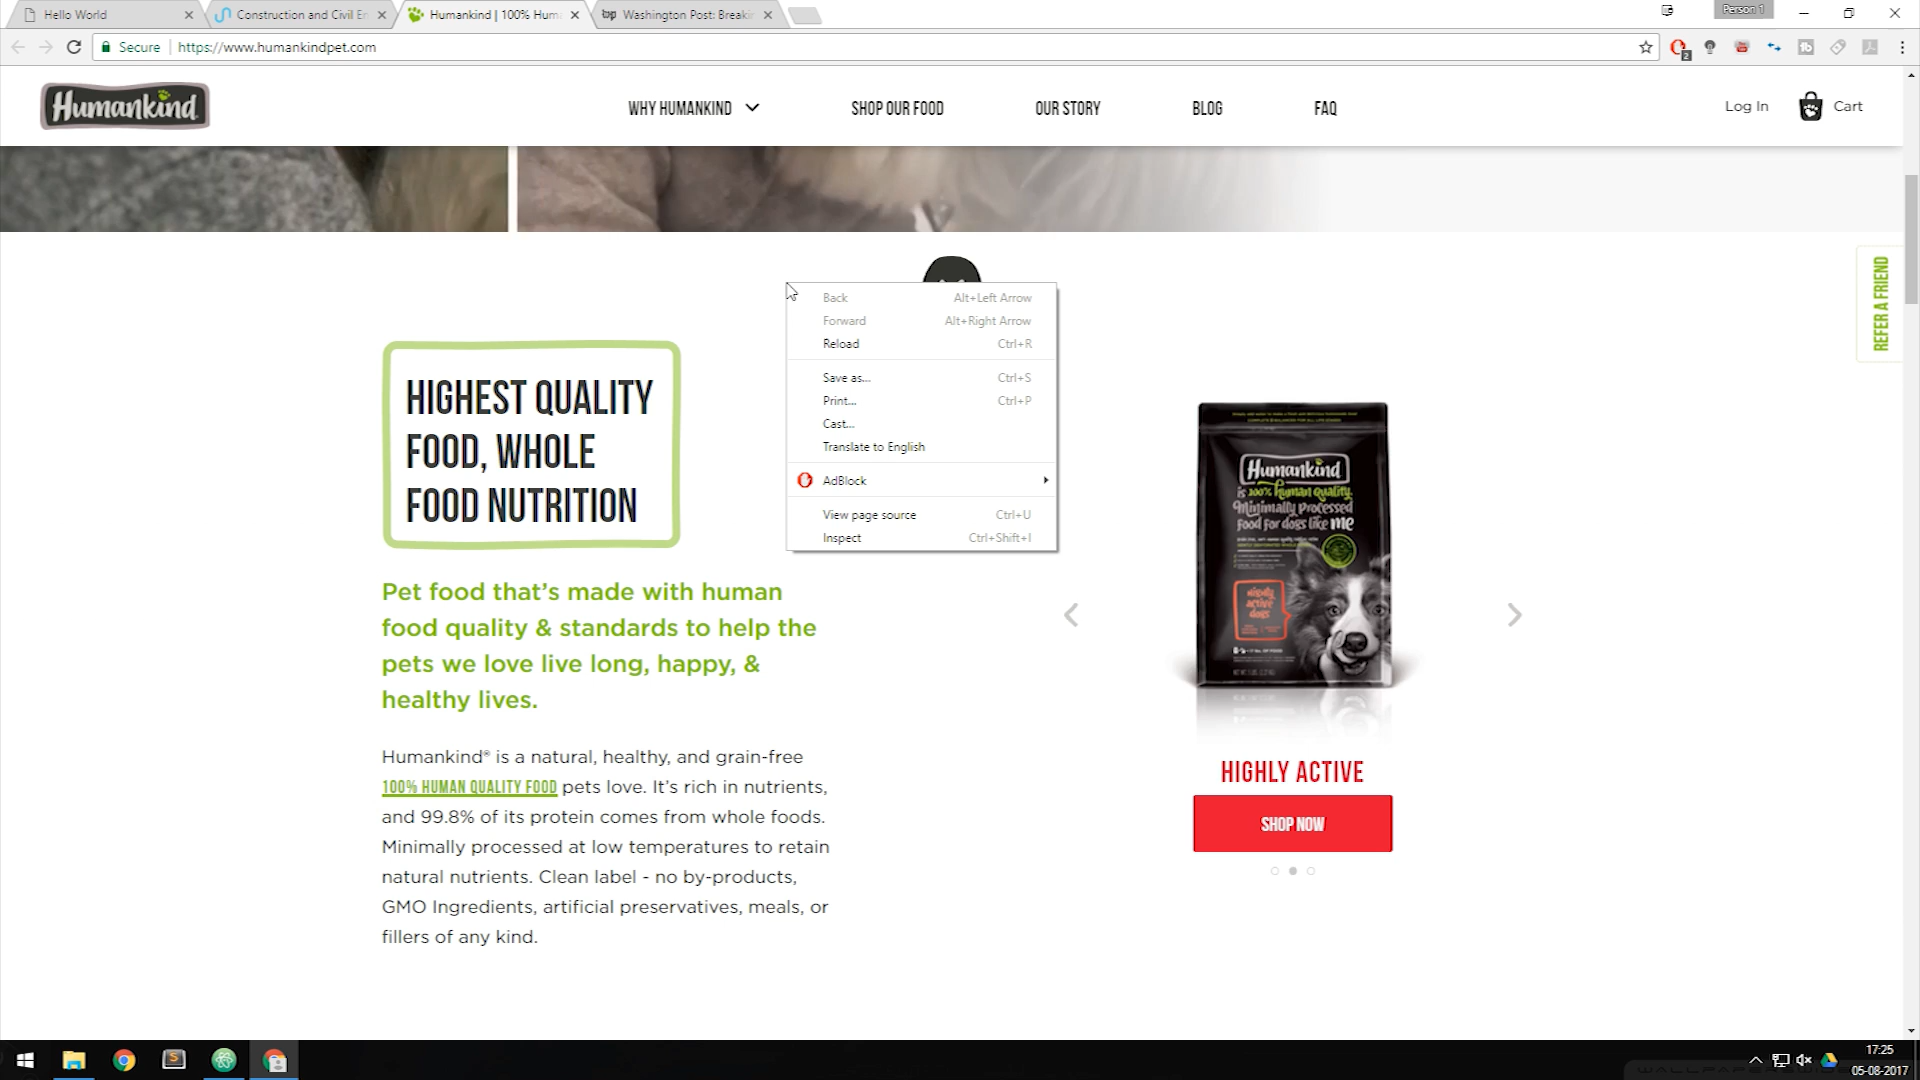 Hello World
Construction and Civil En
Humankind | 100% Huma
Washington Post: Breakin
Person 1
Secure
https://www.humankindpet.com
2
Humankind
WHY HUMANKIND
SHOP OUR FOOD
OUR STORY
BLOG
FAQ
Log In
Cart
REFER A FRIEND
Back Alt+Left Arrow
Forward Alt+Right Arrow
Reload Ctrl+R
Save as... Ctrl+S
Print... Ctrl+P
Cast...
Translate to English
AdBlock
View page source Ctrl+U
Inspect Ctrl+Shift+I
HIGHEST QUALITY
FOOD, WHOLE
FOOD NUTRITION
Pet food that’s made with human
food quality & standards to help the
pets we love live long, happy, &
healthy lives.
Humankind® is a natural, healthy, and grain-free
100% HUMAN QUALITY FOOD pets love. It’s rich in nutrients,
and 99.8% of its protein comes from whole foods.
Minimally processed at low temperatures to retain
natural nutrients. Clean label - no by-products,
GMO Ingredients, artificial preservatives, meals, or
fillers of any kind.
Humankind
is 100% human quality.
Minimally Processed
food for dogs like me
highly
active
dogs
HIGHLY ACTIVE
SHOP NOW
17:25
05-08-2017